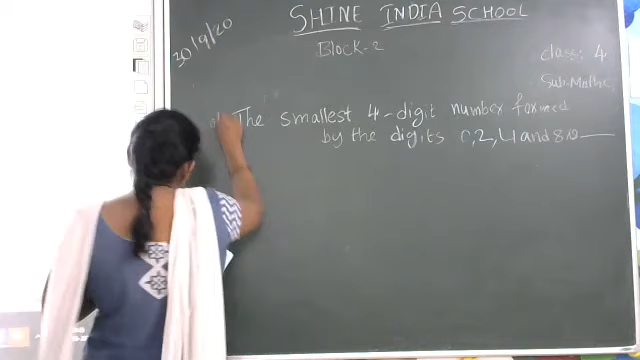 SHINE INDIA SCHOOL
30/9/20
Block-2
class: 4
Sub: Maths
The smallest 4-digit number formed
by the digits 0,2,4 and 8 is